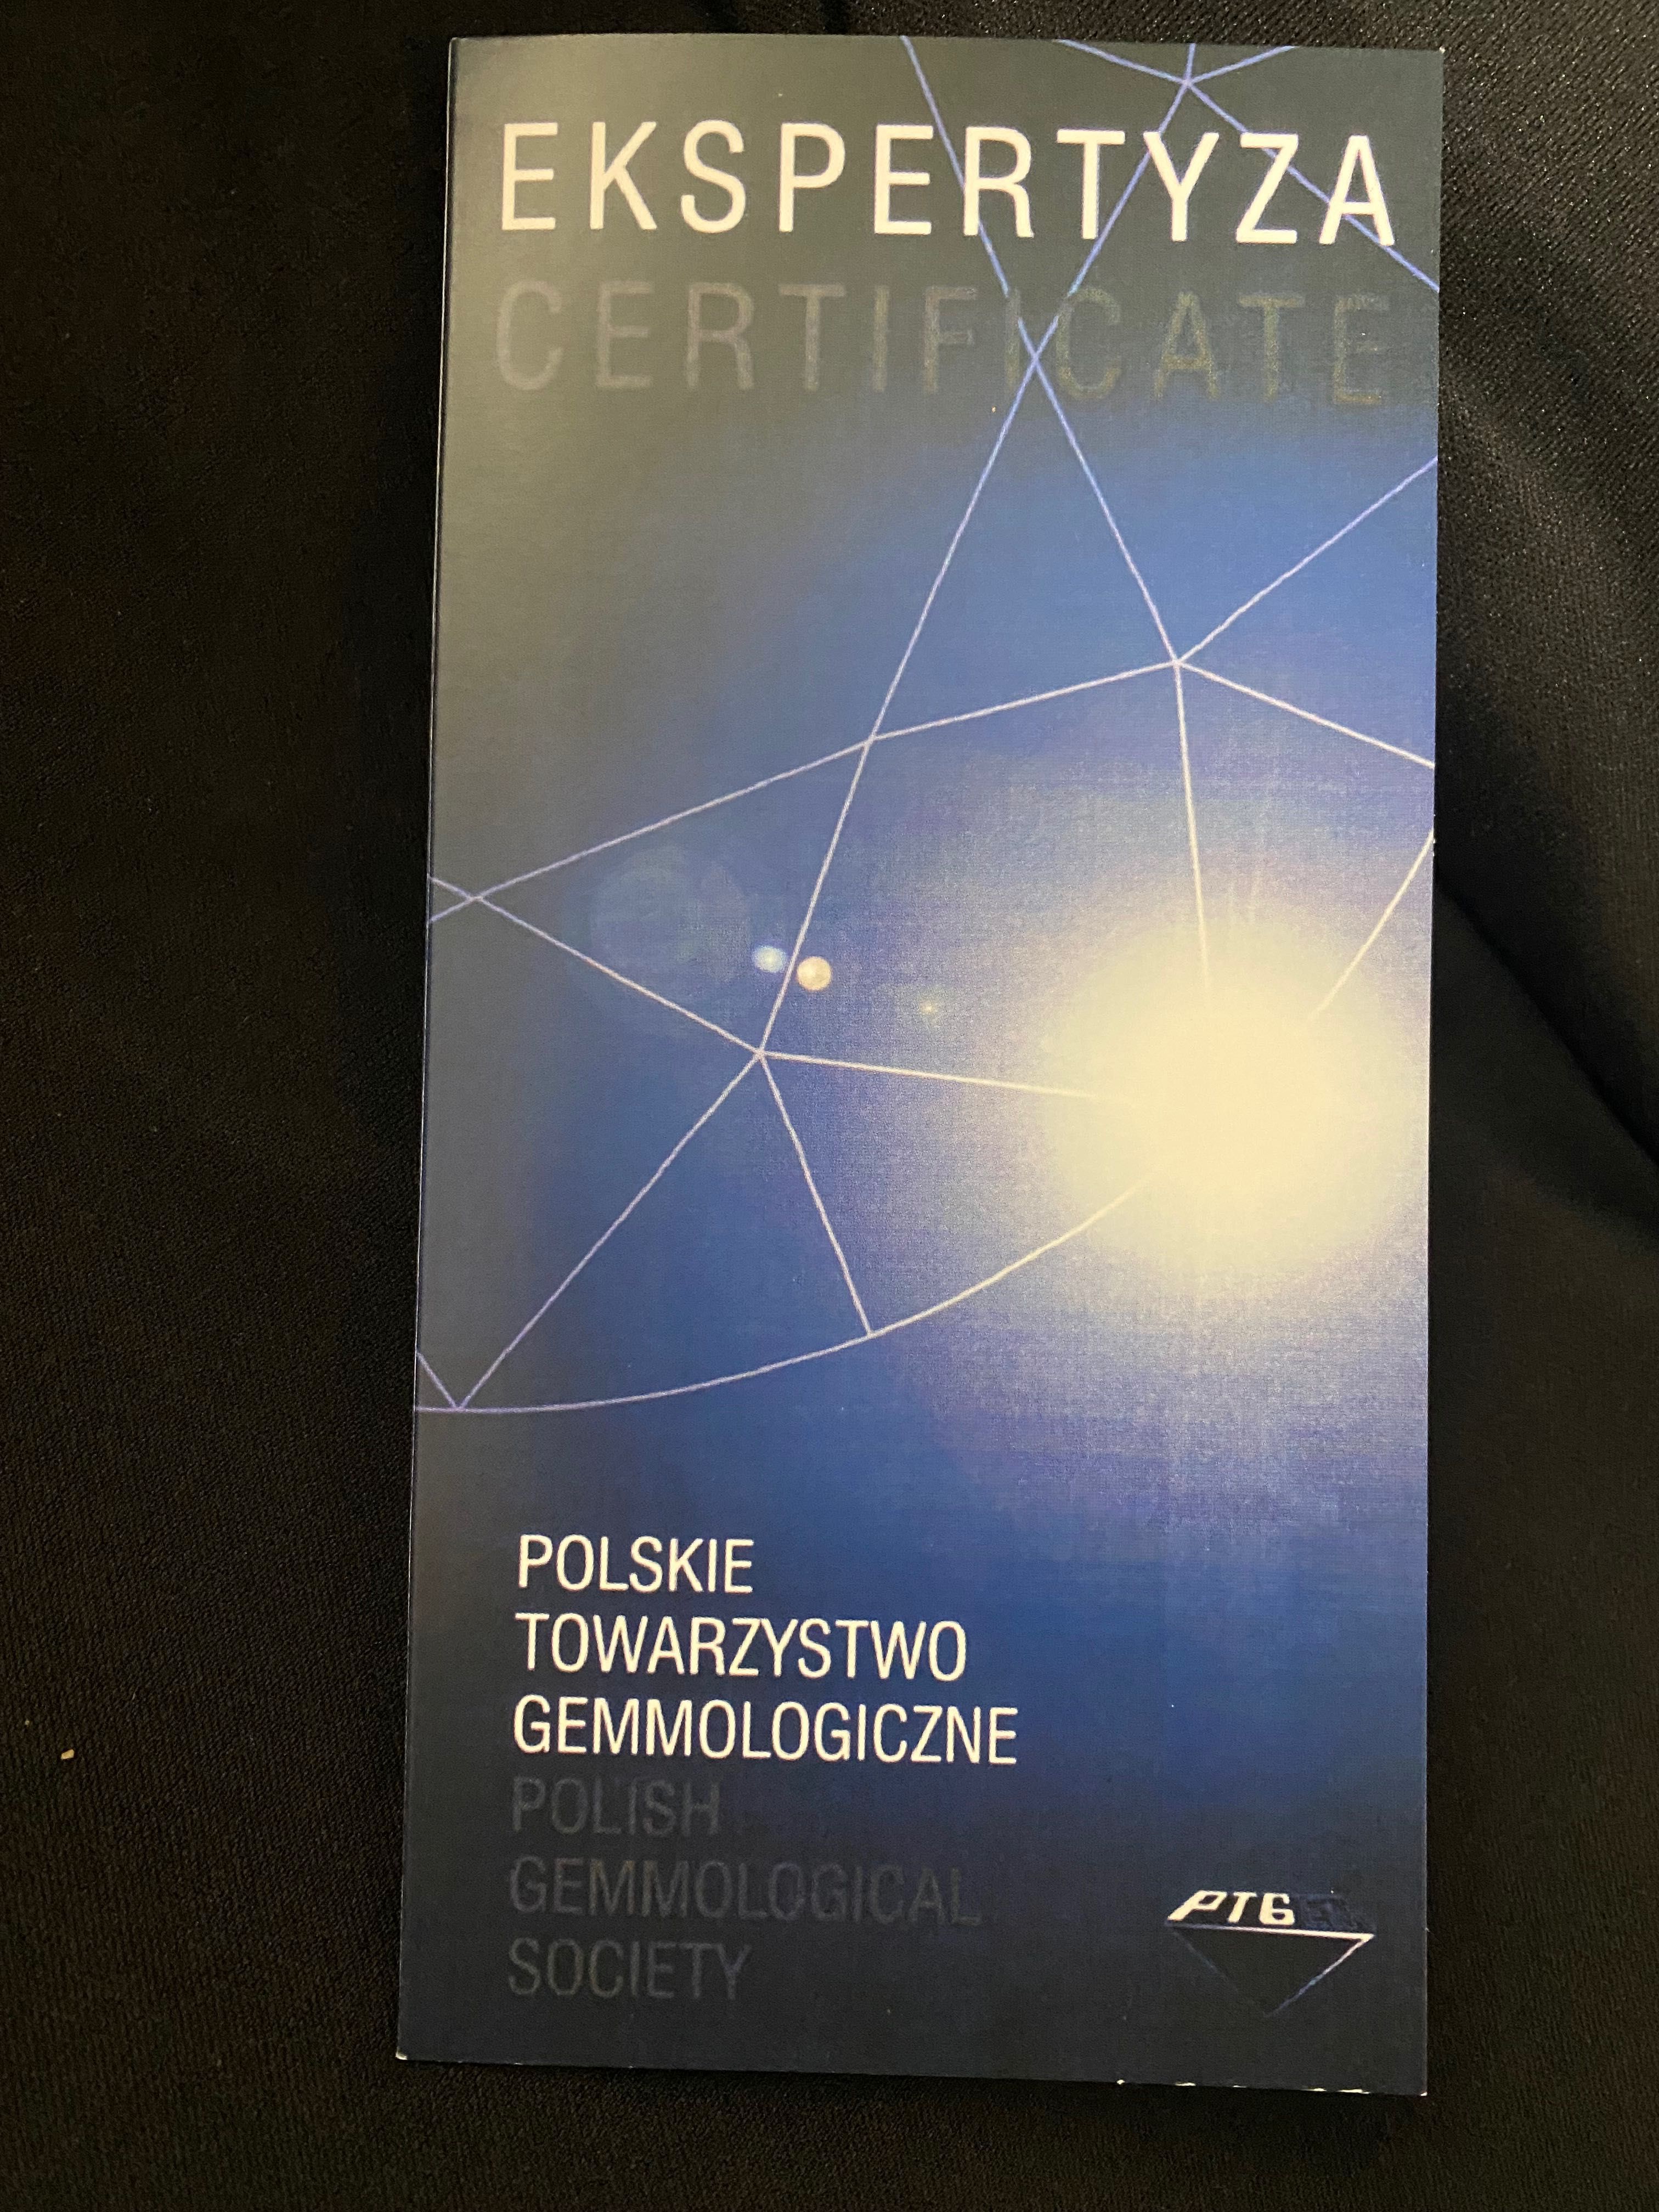 EKSPERTYZA
CERTIFICATE
POLSKIE
TOWARZYSTWO
GEMMOLOGICZNE
POLISH
GEMMOLOGICAL
SOCIETY
PTG